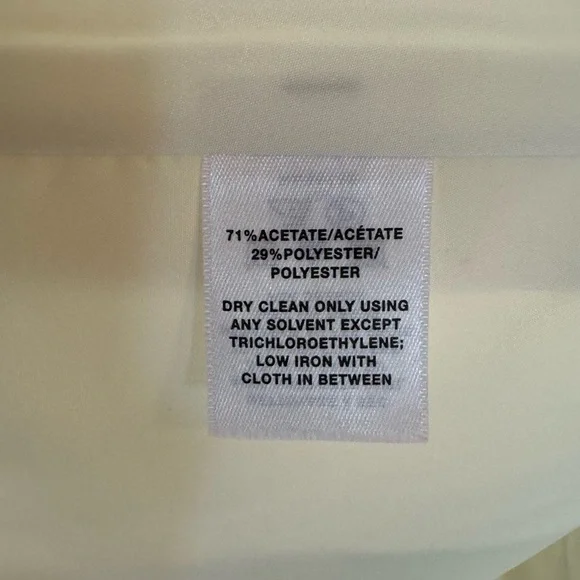 71%ACETATE/ACÉTATE
29%POLYESTER/
POLYESTER
DRY CLEAN ONLY USING
ANY SOLVENT EXCEPT
TRICHLOROETHYLENE;
LOW IRON WITH
CLOTH IN BETWEEN